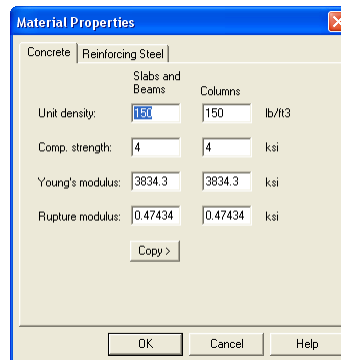 Material Properties
Concrete Reinforcing Steel
Slabs and
Beams Columns
Unit density: 150 150 lb/ft3
Comp. strength: 4 4 ksi
Young's modulus: 3834.3 3834.3 ksi
Rupture modulus: 0.47434 0.47434 ksi
Copy >
OK Cancel Help